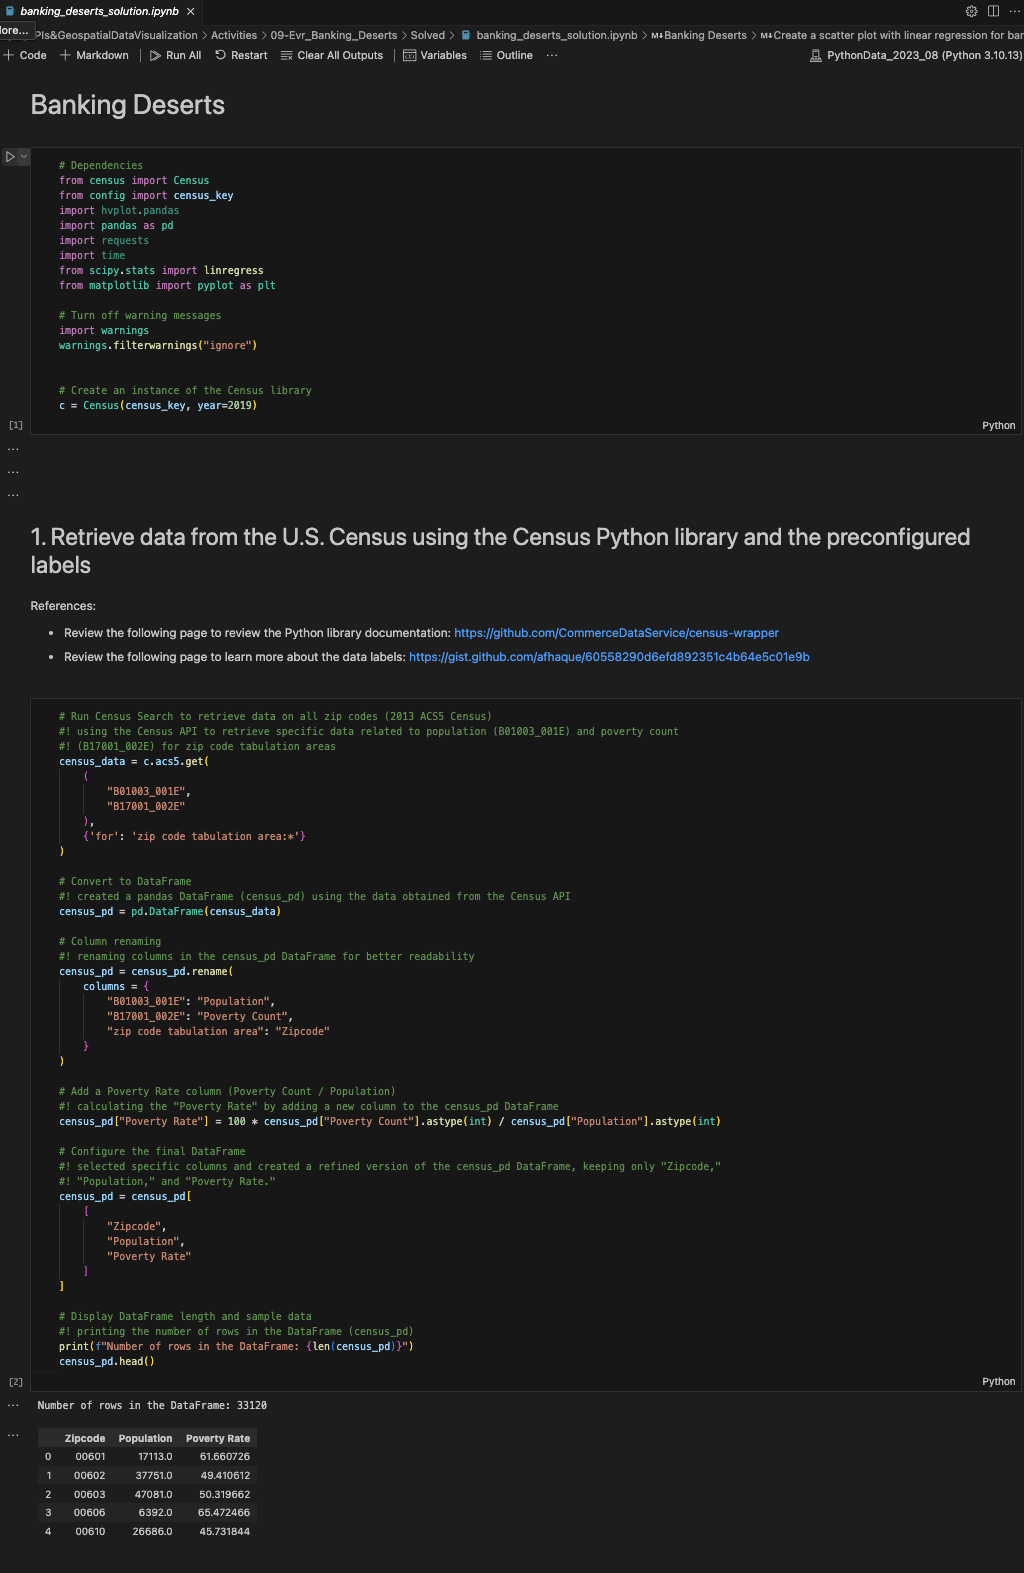 banking_deserts_solution.ipynb
ore...
PIs&GeospatialDataVisualization > Activities > 09-Evr_Banking_Deserts > Solved > banking_deserts_solution.ipynb > M↓Banking Deserts > M↓Create a scatter plot with linear regression for ban
+ Code + Markdown | Run All Restart Clear All Outputs | Variables Outline ... PythonData_2023_08 (Python 3.10.13)
Banking Deserts
# Dependencies
from census import Census
from config import census_key
import hvplot.pandas
import pandas as pd
import requests
import time
from scipy.stats import linregress
from matplotlib import pyplot as plt
# Turn off warning messages
import warnings
warnings.filterwarnings("ignore")
# Create an instance of the Census library
c = Census(census_key, year=2019)
[1]
Python
...
...
...
1. Retrieve data from the U.S. Census using the Census Python library and the preconfigured
labels
References:
• Review the following page to review the Python library documentation: https://github.com/CommerceDataService/census-wrapper
• Review the following page to learn more about the data labels: https://gist.github.com/afhaque/60558290d6efd892351c4b64e5c01e9b
# Run Census Search to retrieve data on all zip codes (2013 ACS5 Census)
#! using the Census API to retrieve specific data related to population (B01003_001E) and poverty count
#! (B17001_002E) for zip code tabulation areas
census_data = c.acs5.get(
(
"B01003_001E",
"B17001_002E"
),
{'for': 'zip code tabulation area:*'}
)
# Convert to DataFrame
#! created a pandas DataFrame (census_pd) using the data obtained from the Census API
census_pd = pd.DataFrame(census_data)
# Column renaming
#! renaming columns in the census_pd DataFrame for better readability
census_pd = census_pd.rename(
columns = {
"B01003_001E": "Population",
"B17001_002E": "Poverty Count",
"zip code tabulation area": "Zipcode"
}
)
# Add a Poverty Rate column (Poverty Count / Population)
#! calculating the "Poverty Rate" by adding a new column to the census_pd DataFrame
census_pd["Poverty Rate"] = 100 * census_pd["Poverty Count"].astype(int) / census_pd["Population"].astype(int)
# Configure the final DataFrame
#! selected specific columns and created a refined version of the census_pd DataFrame, keeping only "Zipcode,"
#! "Population," and "Poverty Rate."
census_pd = census_pd[
[
"Zipcode",
"Population",
"Poverty Rate"
]
]
# Display DataFrame length and sample data
#! printing the number of rows in the DataFrame (census_pd)
print(f"Number of rows in the DataFrame: {len(census_pd)}")
census_pd.head()
[2]
Python
... Number of rows in the DataFrame: 33120
...
Zipcode Population Poverty Rate
0 00601 17113.0 61.660726
1 00602 37751.0 49.410612
2 00603 47081.0 50.319662
3 00606 6392.0 65.472466
4 00610 26686.0 45.731844